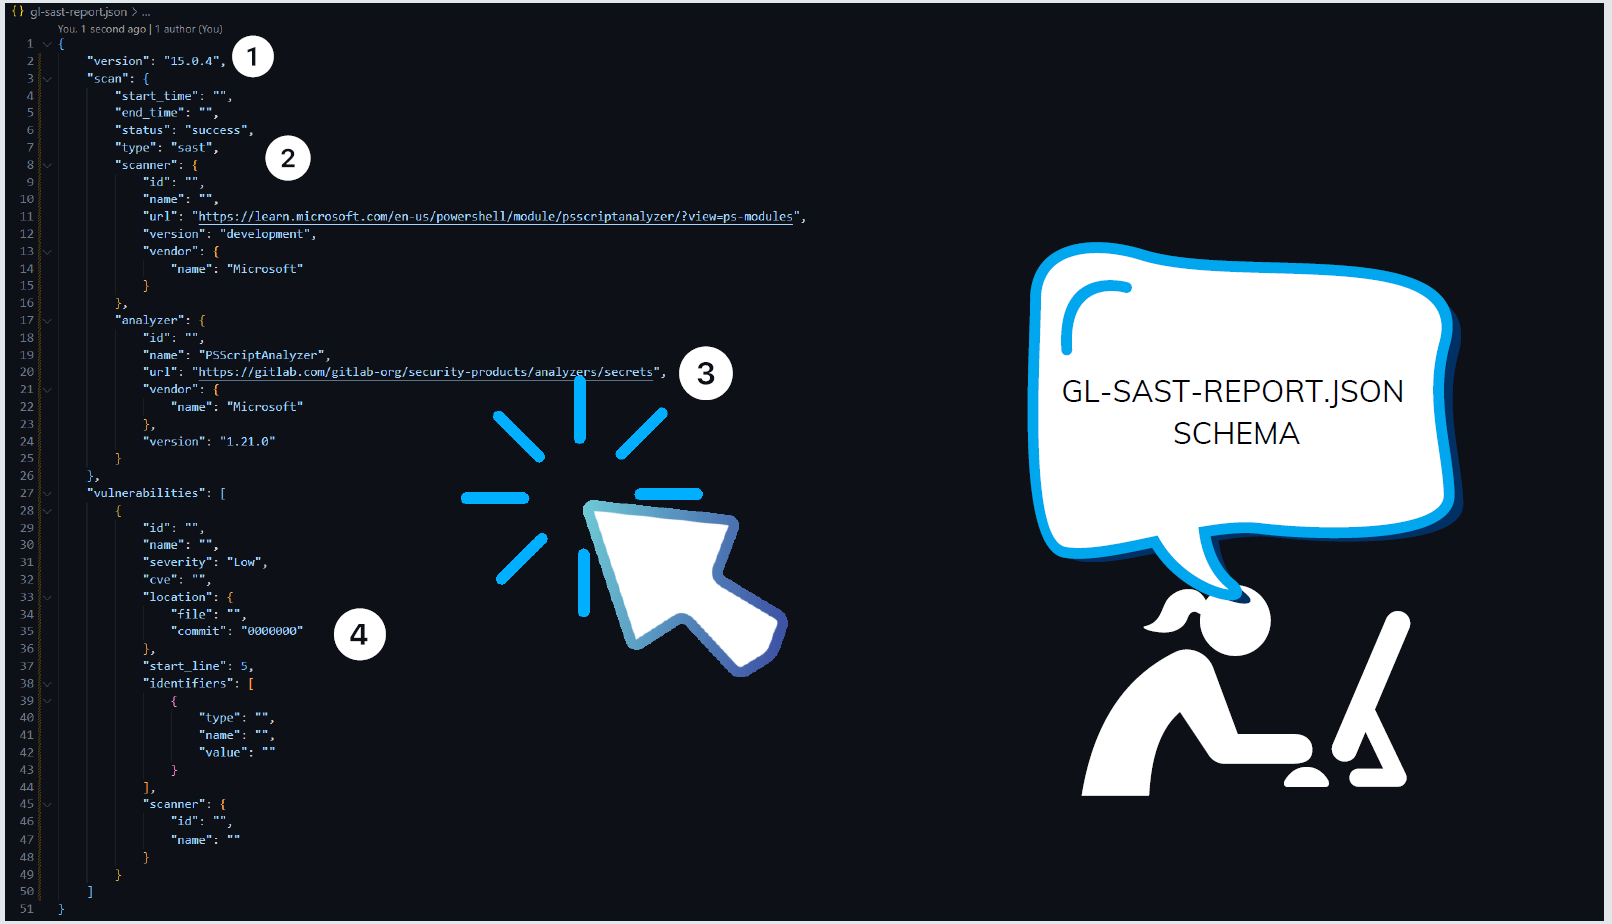 {} gl-sast-report.json > ...
You, 1 second ago | 1 author (You)
1 {
2 "version": "15.0.4",
1
3 "scan": {
4 "start_time": "",
5 "end_time": "",
6 "status": "success",
7 "type": "sast",
2
8 "scanner": {
9 "id": "",
10 "name": "",
11 "url": "https://learn.microsoft.com/en-us/powershell/module/psscriptanalyzer/?view=ps-modules",
12 "version": "development",
13 "vendor": {
14 "name": "Microsoft"
15 }
16 },
17 "analyzer": {
18 "id": "",
19 "name": "PSScriptAnalyzer",
20 "url": "https://gitlab.com/gitlab-org/security-products/analyzers/secrets",
3
21 "vendor": {
22 "name": "Microsoft"
23 },
24 "version": "1.21.0"
25 }
26 },
27 "vulnerabilities": [
28 {
29 "id": "",
30 "name": "",
31 "severity": "Low",
32 "cve": "",
33 "location": {
34 "file": "",
35 "commit": "0000000"
4
36 },
37 "start_line": 5,
38 "identifiers": [
39 {
40 "type": "",
41 "name": "",
42 "value": ""
43 }
44 ],
45 "scanner": {
46 "id": "",
47 "name": ""
48 }
49 }
50 ]
51 }
GL-SAST-REPORT.JSON
SCHEMA